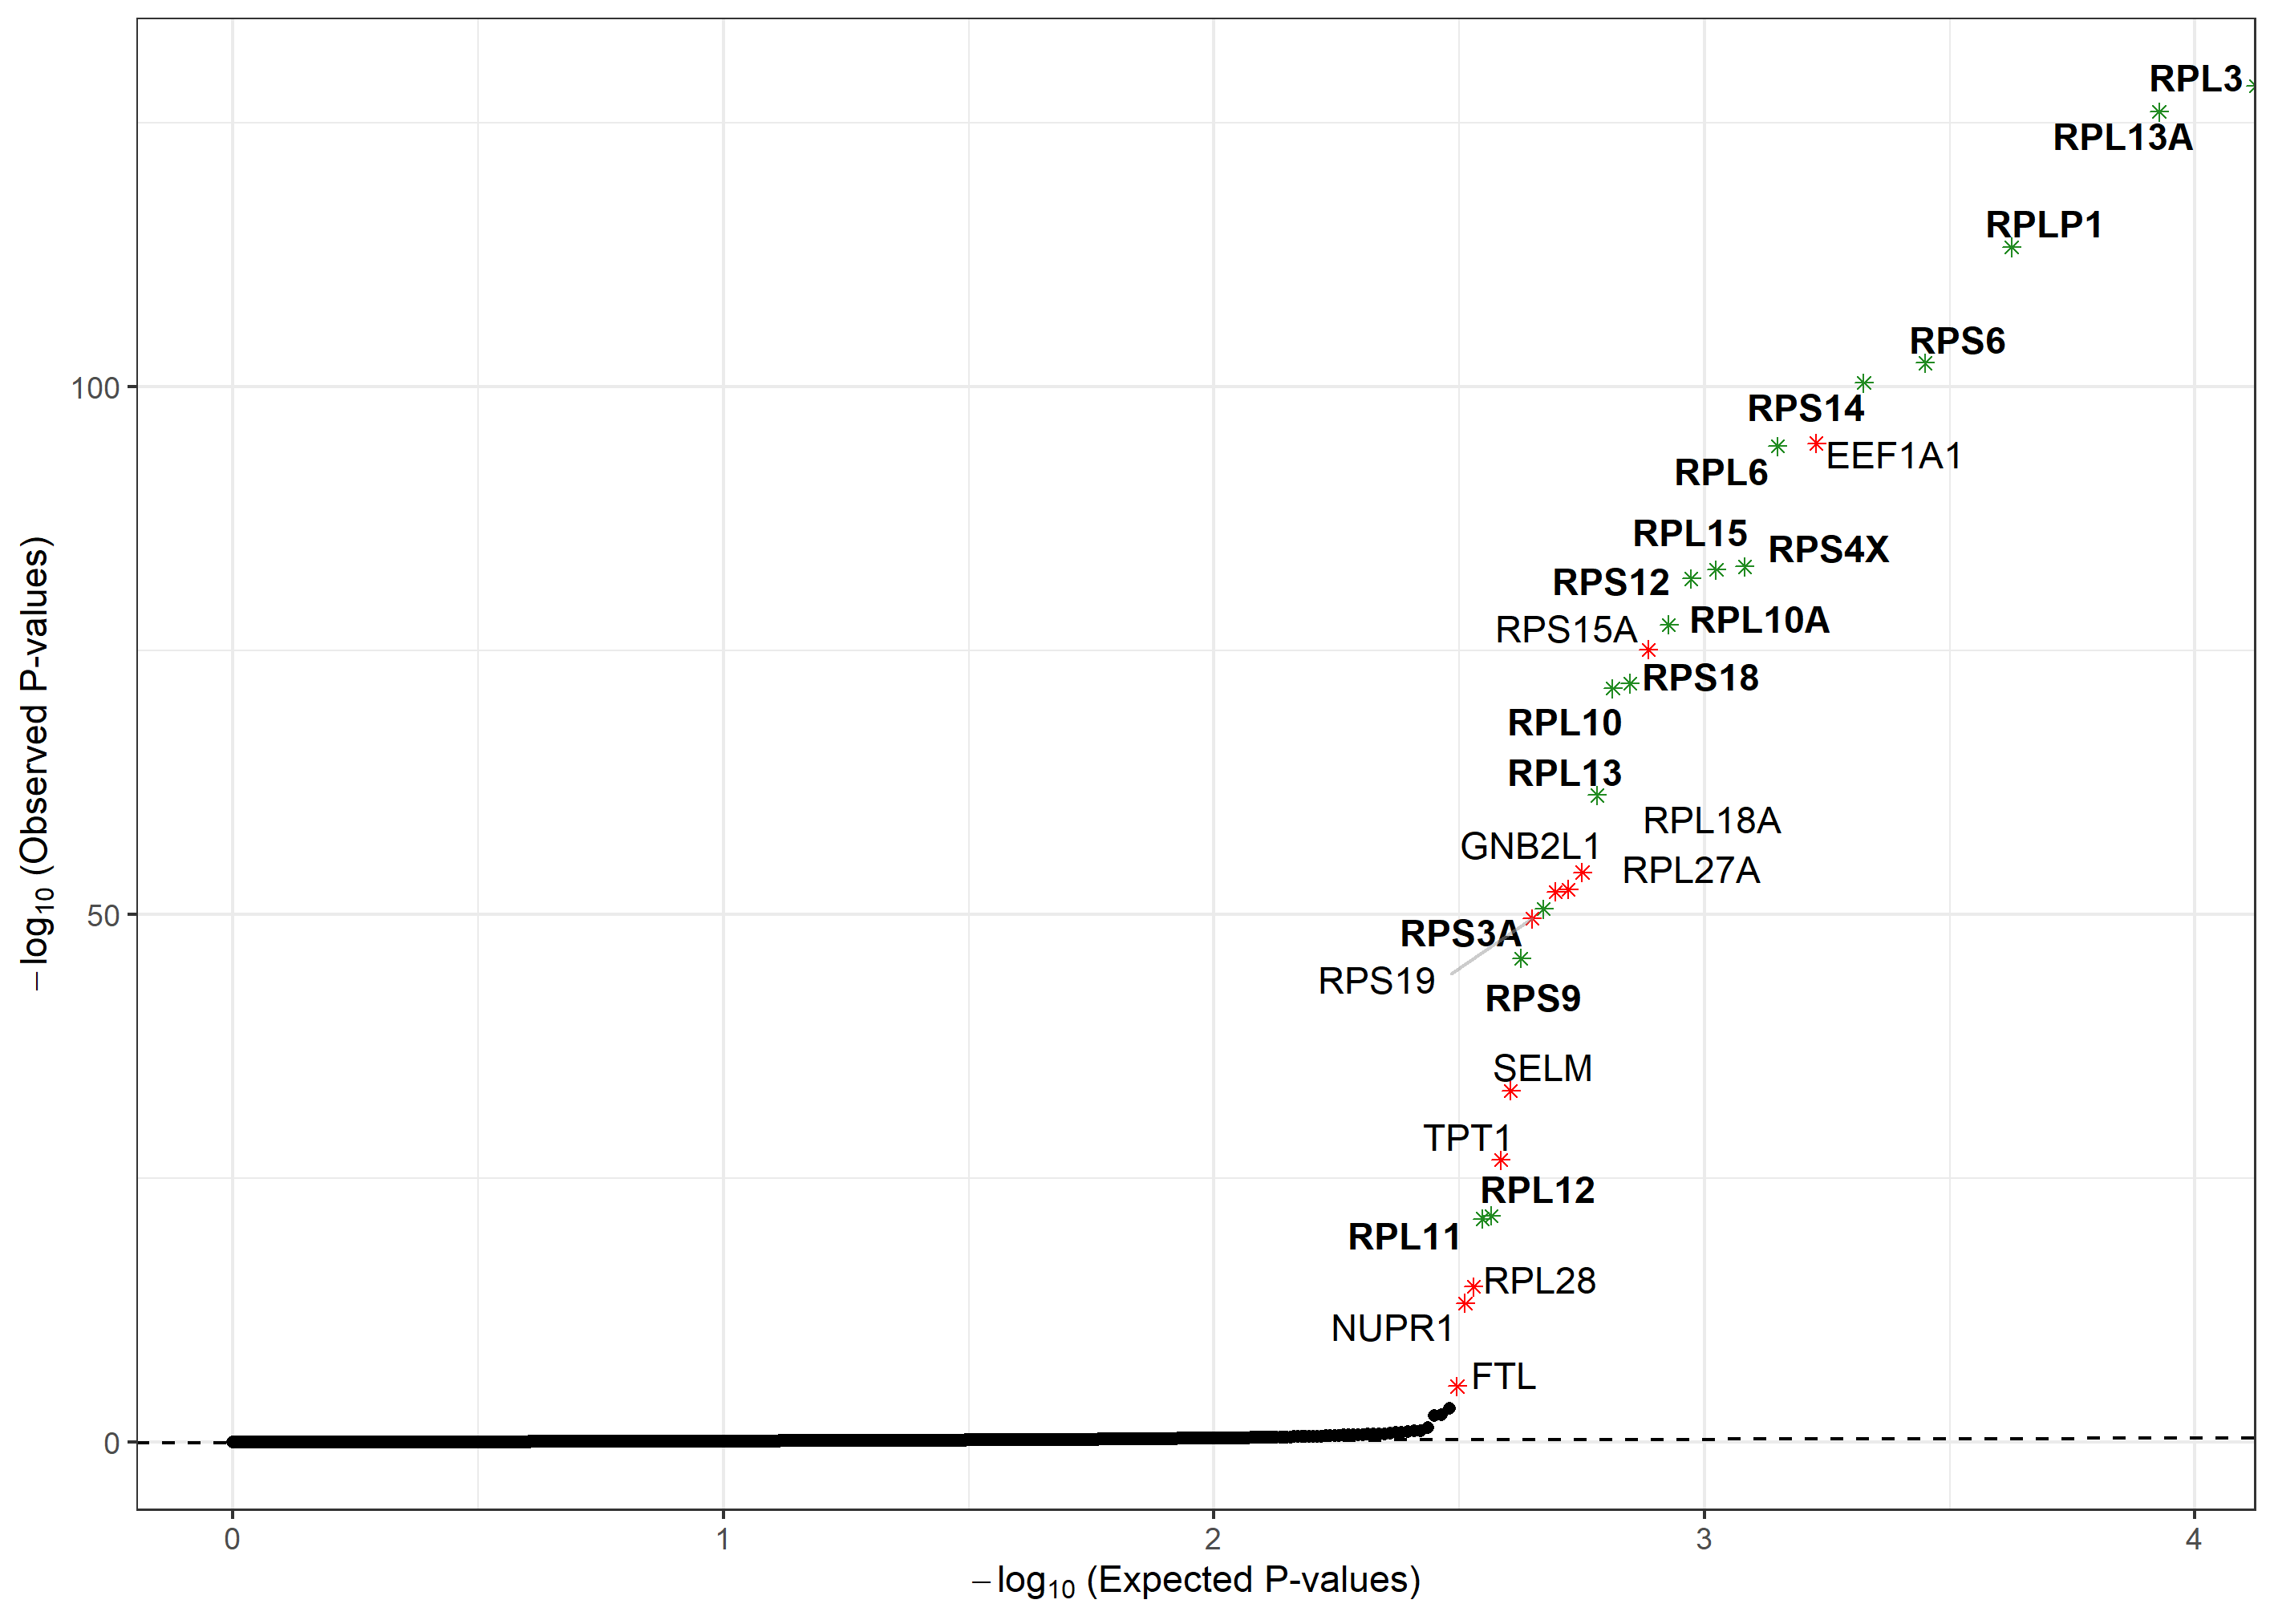 RPL3
RPL13A
RPLP1
RPS6
100
RPS14
EEF1A1
RPL6
RPL15
RPS4X
RPS12
RPL10A
RPS15A
RPS18
RPL10
RPL13
RPL18A
GNB2L1
RPL27A
50
RPS3A
RPS19
RPS9
SELM
TPT1
RPL12
RPL11
RPL28
NUPR1
FTL
0
−log10 (Observed P-values)
0 1 2 3 4
−log10 (Expected P-values)